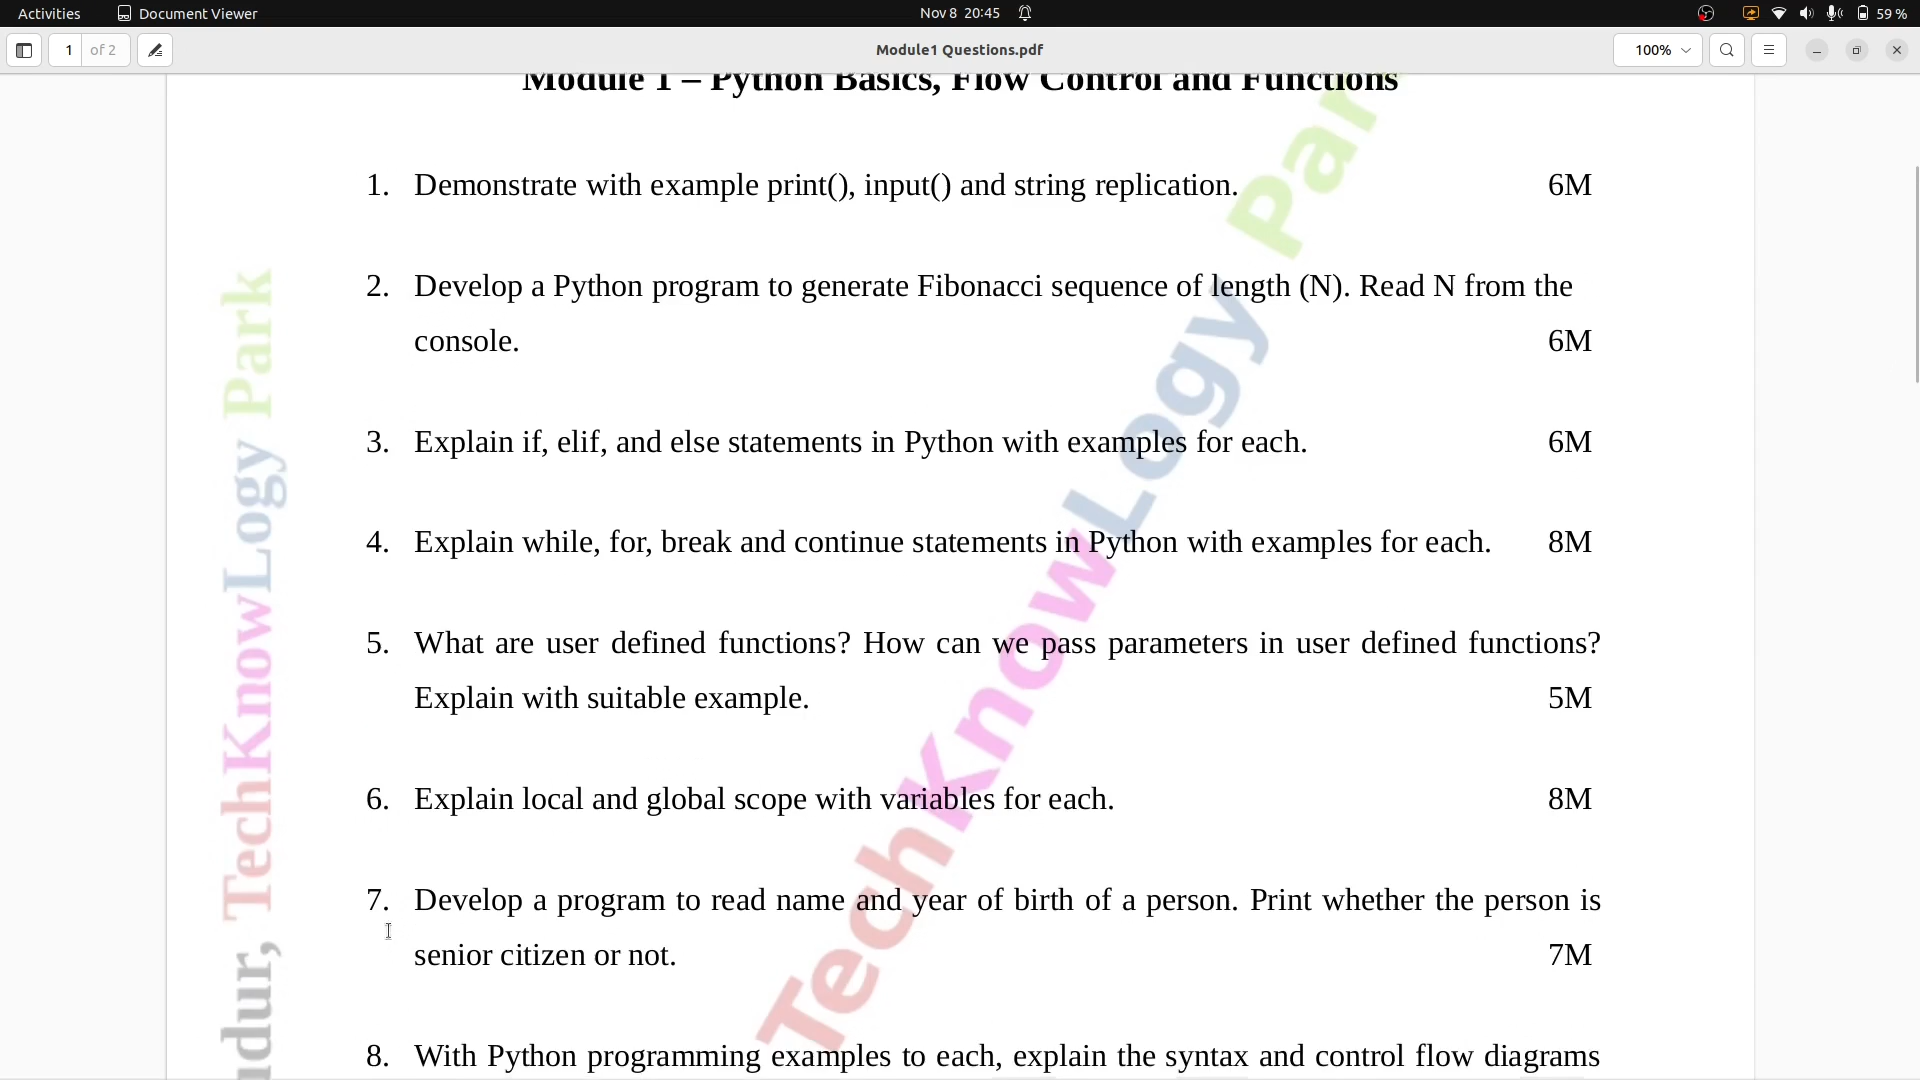 Activities Document Viewer Nov 8 20:45 59 %
1 of 2 Module1 Questions.pdf 100%
Module 1 – Python Basics, Flow Control and Functions
1. Demonstrate with example print(), input() and string replication. 6M
2. Develop a Python program to generate Fibonacci sequence of length (N). Read N from the
console. 6M
3. Explain if, elif, and else statements in Python with examples for each. 6M
4. Explain while, for, break and continue statements in Python with examples for each. 8M
5. What are user defined functions? How can we pass parameters in user defined functions?
Explain with suitable example. 5M
6. Explain local and global scope with variables for each. 8M
7. Develop a program to read name and year of birth of a person. Print whether the person is
senior citizen or not. 7M
8. With Python programming examples to each, explain the syntax and control flow diagrams
TechKnowLogy Park
TechKnowLogy